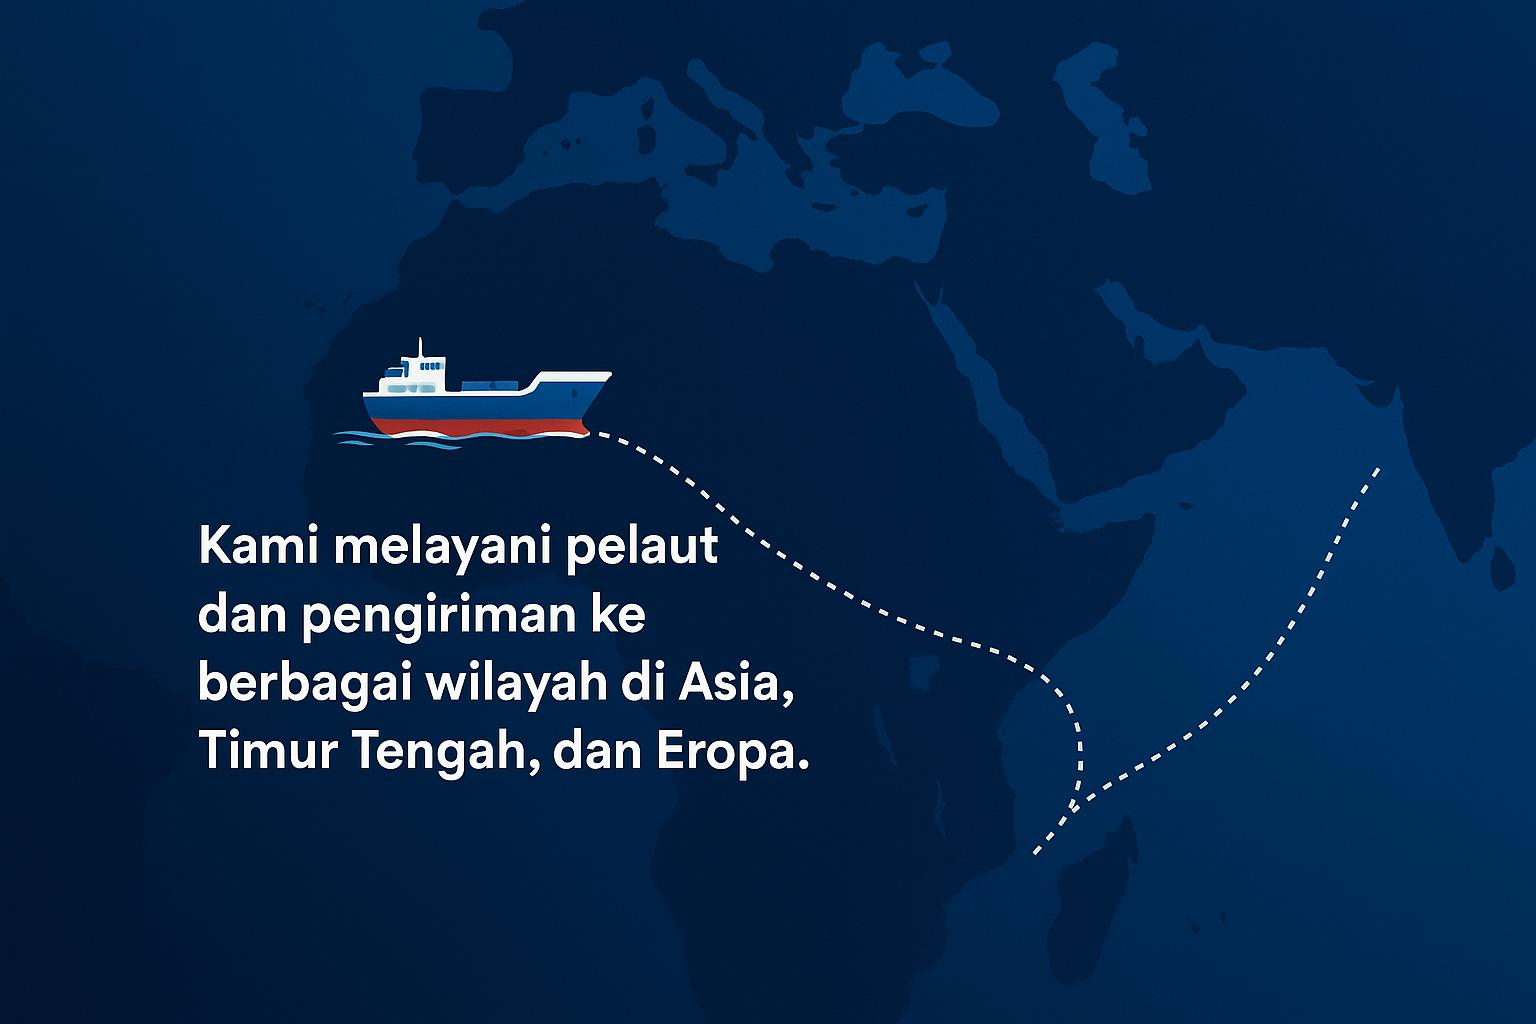 Kami melayani pelaut
dan pengiriman ke
berbagai wilayah di Asia,
Timur Tengah, dan Eropa.